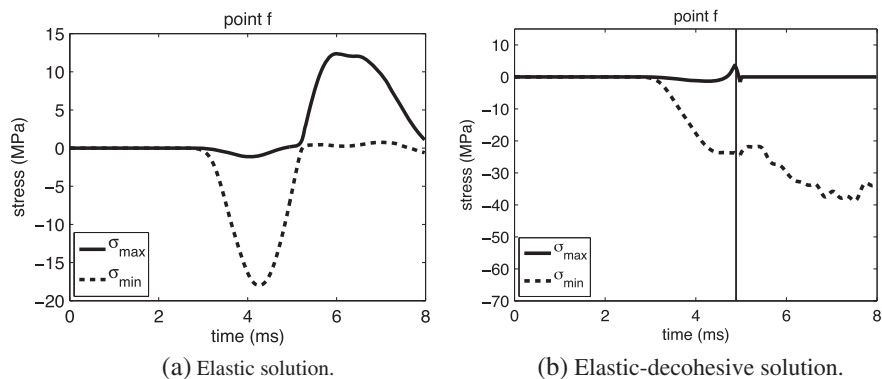 point f
stress (MPa)
15
10
5
0
−5
−10
−15
−20
σmax
σmin
0 2 4 6 8
time (ms)
(a) Elastic solution.
point f
stress (MPa)
10
0
−10
−20
−30
−40
−50
−60
−70
σmax
σmin
0 2 4 6 8
time (ms)
(b) Elastic-decohesive solution.